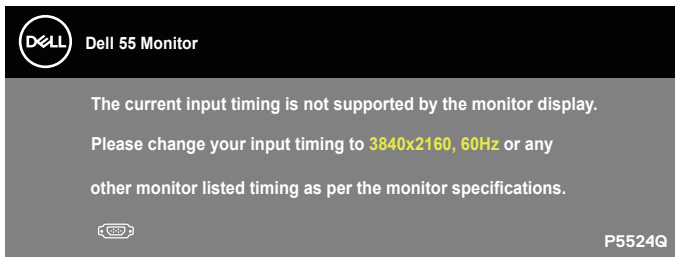 DELL
Dell 55 Monitor
The current input timing is not supported by the monitor display.
Please change your input timing to 3840x2160, 60Hz or any
other monitor listed timing as per the monitor specifications.
P5524Q